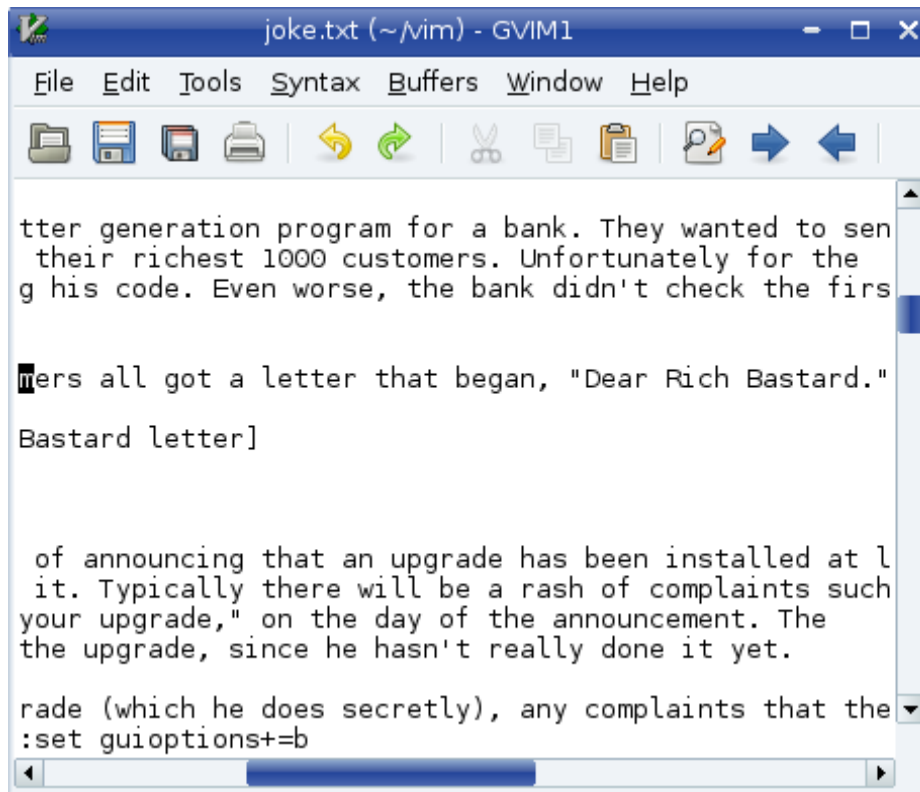 joke.txt (~/vim) - GVIM1
File Edit Tools Syntax Buffers Window Help
tter generation program for a bank. They wanted to sen
their richest 1000 customers. Unfortunately for the
g his code. Even worse, the bank didn't check the firs
mers all got a letter that began, "Dear Rich Bastard."
Bastard letter]
of announcing that an upgrade has been installed at l
it. Typically there will be a rash of complaints such
your upgrade," on the day of the announcement. The
the upgrade, since he hasn't really done it yet.
rade (which he does secretly), any complaints that the
:set guioptions+=b